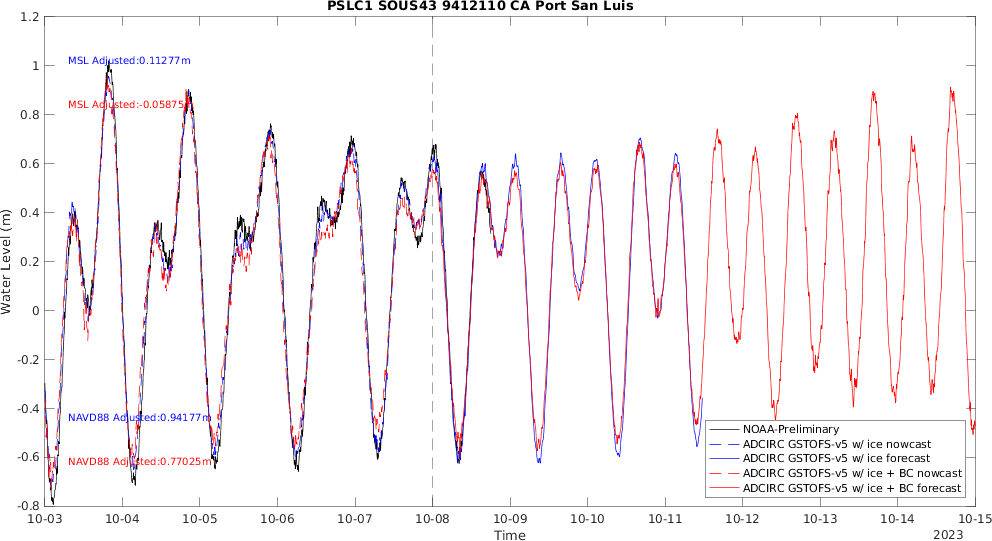 PSLC1 SOUS43 9412110 CA Port San Luis
1.2
1
0.8
0.6
0.4
0.2
0
-0.2
-0.4
-0.6
-0.8
Water Level (m)
MSL Adjusted:0.11277m
MSL Adjusted:-0.05875
NAVD88 Adjusted:0.94177m
NAVD88 Adjusted:0.77025m
NOAA-Preliminary
ADCIRC GSTOFS-v5 w/ ice nowcast
ADCIRC GSTOFS-v5 w/ ice forecast
ADCIRC GSTOFS-v5 w/ ice + BC nowcast
ADCIRC GSTOFS-v5 w/ ice + BC forecast
10-03 10-04 10-05 10-06 10-07 10-08 10-09 10-10 10-11 10-12 10-13 10-14 10-15
Time
2023